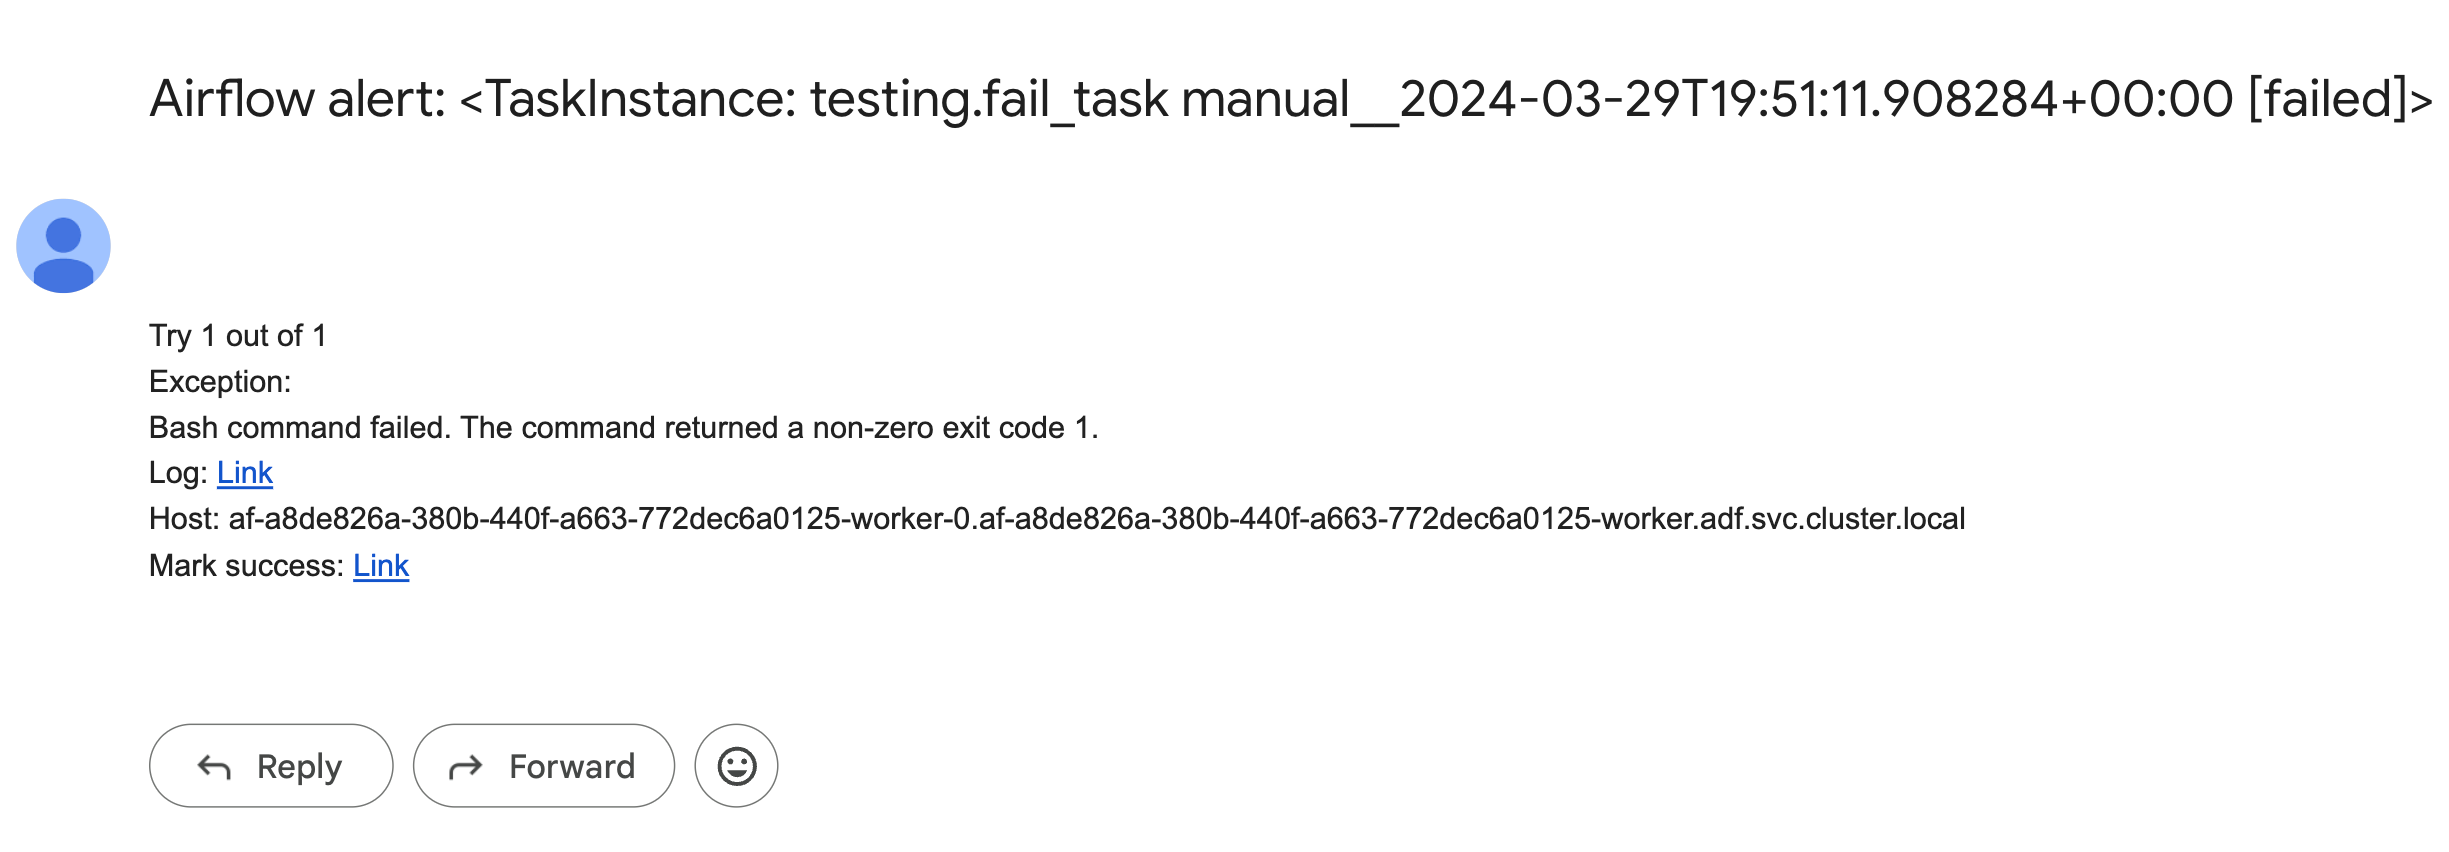 Airflow alert: <TaskInstance: testing.fail_task manual__2024-03-29T19:51:11.908284+00:00 [failed]>
Try 1 out of 1
Exception:
Bash command failed. The command returned a non-zero exit code 1.
Log: Link
Host: af-a8de826a-380b-440f-a663-772dec6a0125-worker-0.af-a8de826a-380b-440f-a663-772dec6a0125-worker.adf.svc.cluster.local
Mark success: Link
Reply Forward